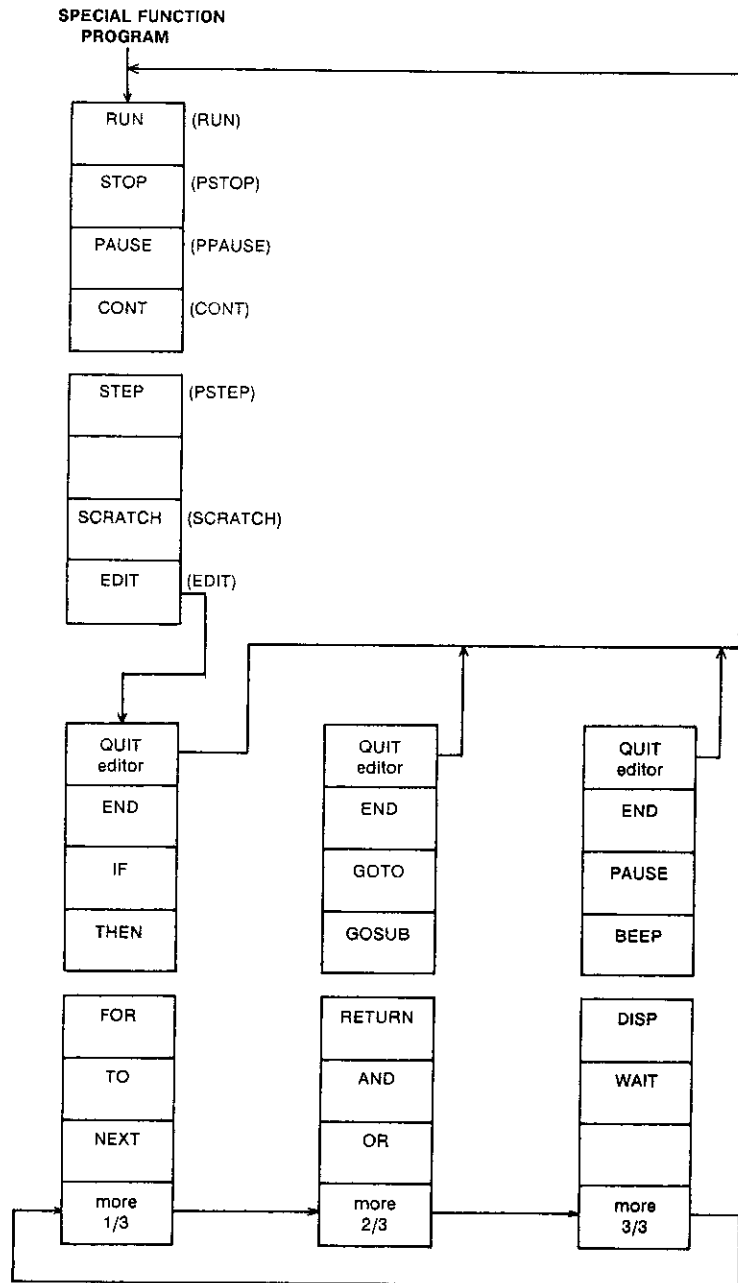 SPECIAL FUNCTION
PROGRAM
RUN (RUN)
STOP (PSTOP)
PAUSE (PPAUSE)
CONT (CONT)
STEP (PSTEP)
SCRATCH (SCRATCH)
EDIT (EDIT)
QUIT
editor
END
IF
THEN
FOR
TO
NEXT
more
1/3
QUIT
editor
END
GOTO
GOSUB
RETURN
AND
OR
more
2/3
QUIT
editor
END
PAUSE
BEEP
DISP
WAIT
more
3/3